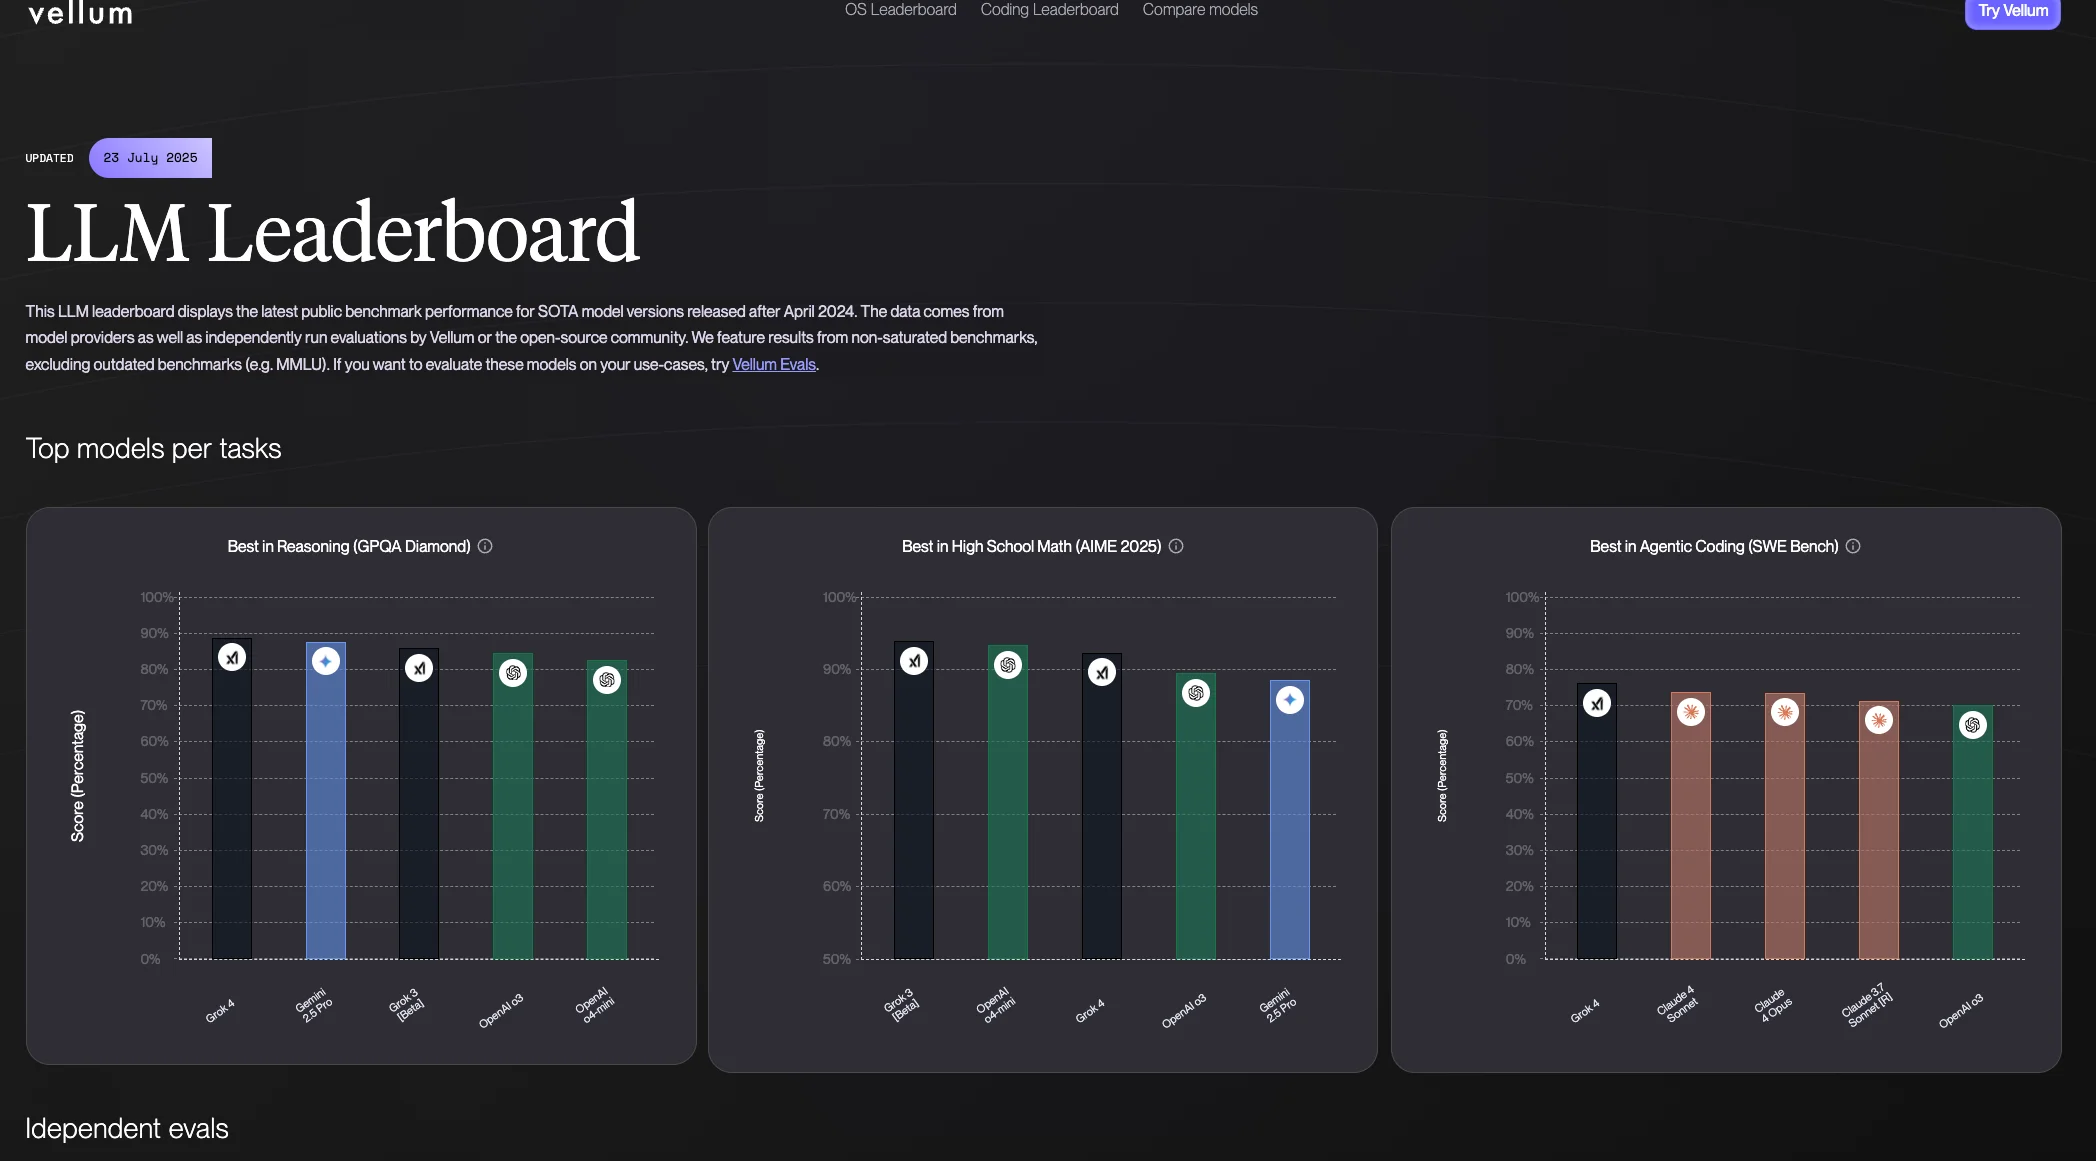 vellum
OS Leaderboard
Coding Leaderboard
Compare models
Try Vellum
UPDATED
23 July 2025
LLM Leaderboard
This LLM leaderboard displays the latest public benchmark performance for SOTA model versions released after April 2024. The data comes from
model providers as well as independently run evaluations by Vellum or the open-source community. We feature results from non-saturated benchmarks,
excluding outdated benchmarks (e.g. MMLU). If you want to evaluate these models on your use-cases, try Vellum Evals.
Top models per tasks
Best in Reasoning (GPQA Diamond)
Score (Percentage)
100%
90%
80%
70%
60%
50%
40%
30%
20%
10%
0%
Grok 4
Gemini
2.5 Pro
Grok 3
[Beta]
OpenAI o3
OpenAI
o4-mini
Best in High School Math (AIME 2025)
Score (Percentage)
100%
90%
80%
70%
60%
50%
Grok 3
[Beta]
OpenAI
o4-mini
Grok 4
OpenAI o3
Gemini
2.5 Pro
Best in Agentic Coding (SWE Bench)
Score (Percentage)
100%
90%
80%
70%
60%
50%
40%
30%
20%
10%
0%
Grok 4
Claude 4
Sonnet
Claude
4 Opus
Claude 3.7
Sonnet [R]
OpenAI o3
Idependent evals